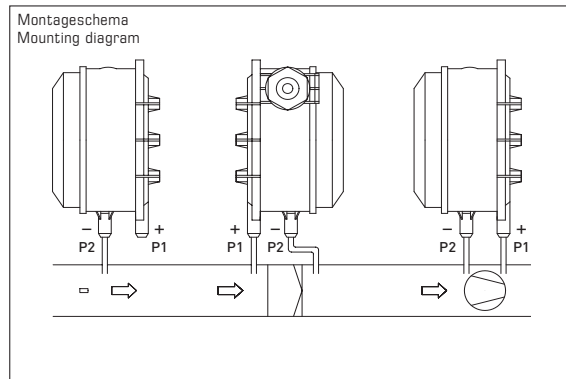 Montageschema
Mounting diagram
– +
P2 P1
+ –
P1 P2
– +
P2 P1